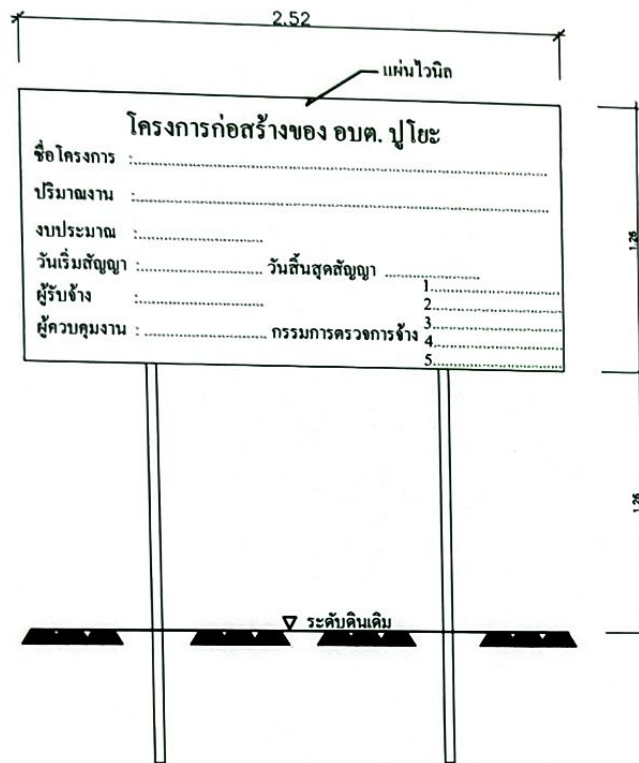 2.52
แผ่นไวนิล
โครงการก่อสร้างของ อบต. ปูโยะ
ชื่อโครงการ :
ปริมาณงาน :
งบประมาณ :
วันเริ่มสัญญา : วันสิ้นสุดสัญญา
ผู้รับจ้าง :
ผู้ควบคุมงาน : กรรมการตรวจการจ้าง
1
2
3
4
5
1.26
1.26
ระดับดินเดิม